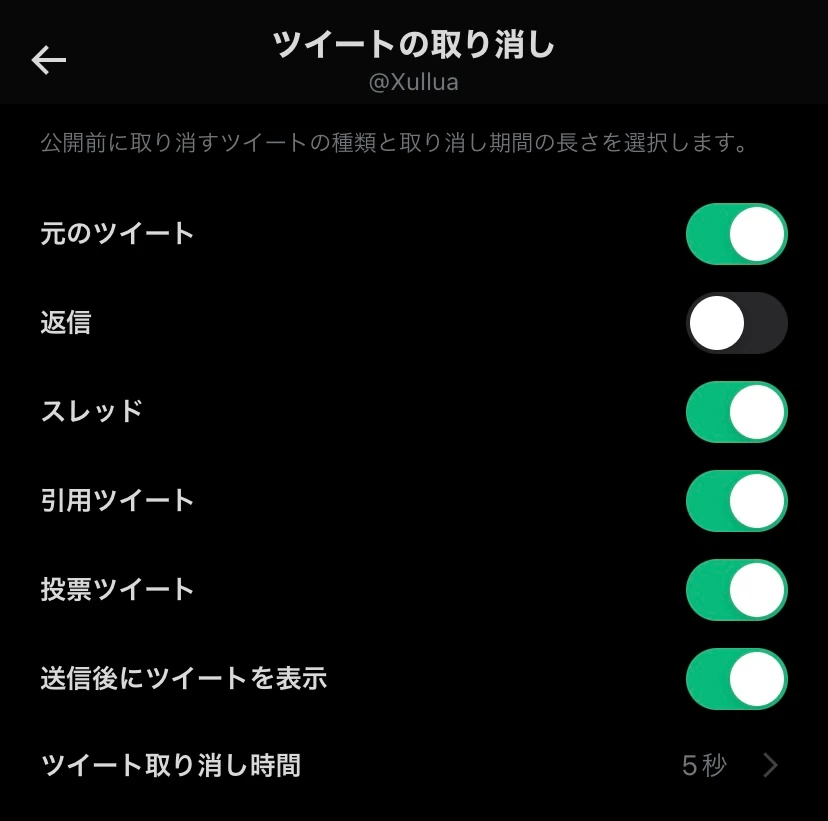 ツイートの取り消し
@Xullua
公開前に取り消すツイートの種類と取り消し期間の長さを選択します。
元のツイート
返信
スレッド
引用ツイート
投票ツイート
送信後にツイートを表示
ツイート取り消し時間 5秒